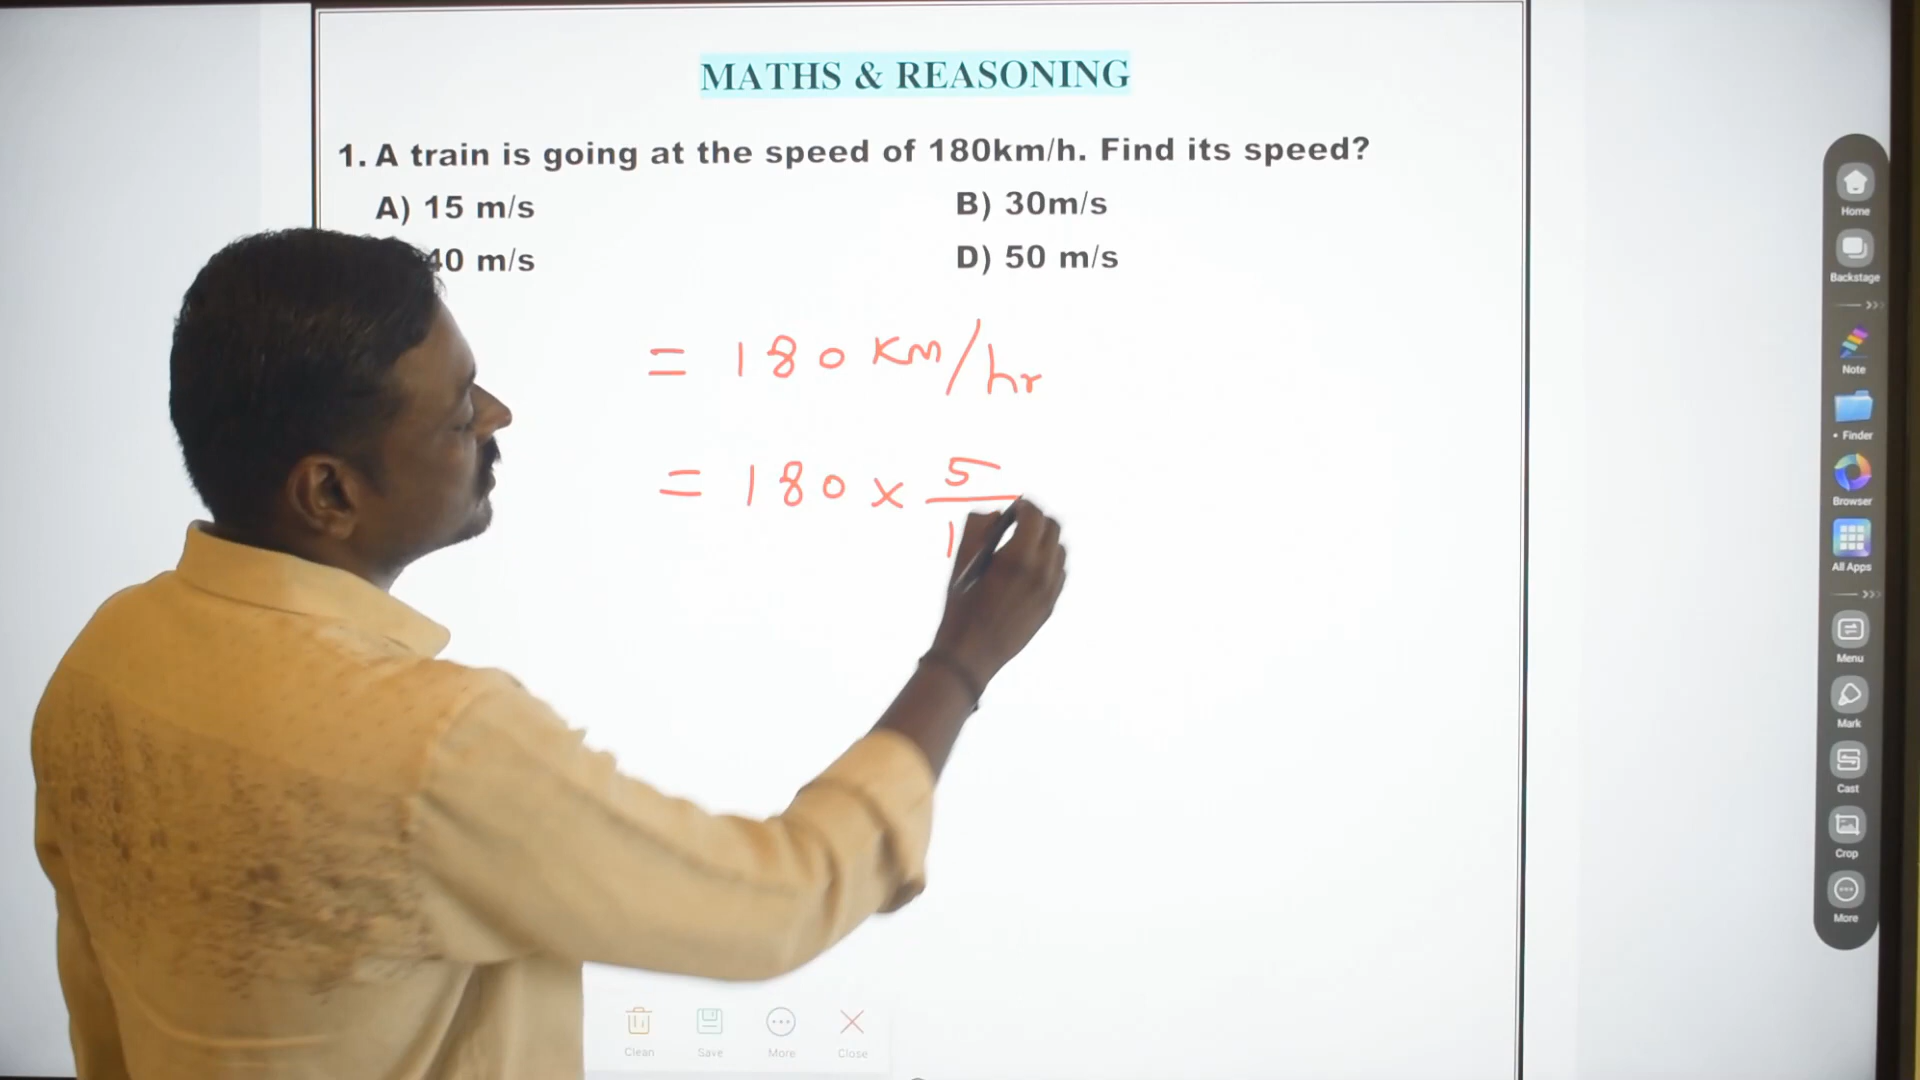 MATHS & REASONING
1. A train is going at the speed of 180km/h. Find its speed?
A) 15 m/s
B) 30m/s
40 m/s
D) 50 m/s
= 180 km/hr
= 180 × 5/1
Home
Backstage
Note
• Finder
Browser
All Apps
Menu
Mark
Cast
Crop
More
Clean
Save
More
Close